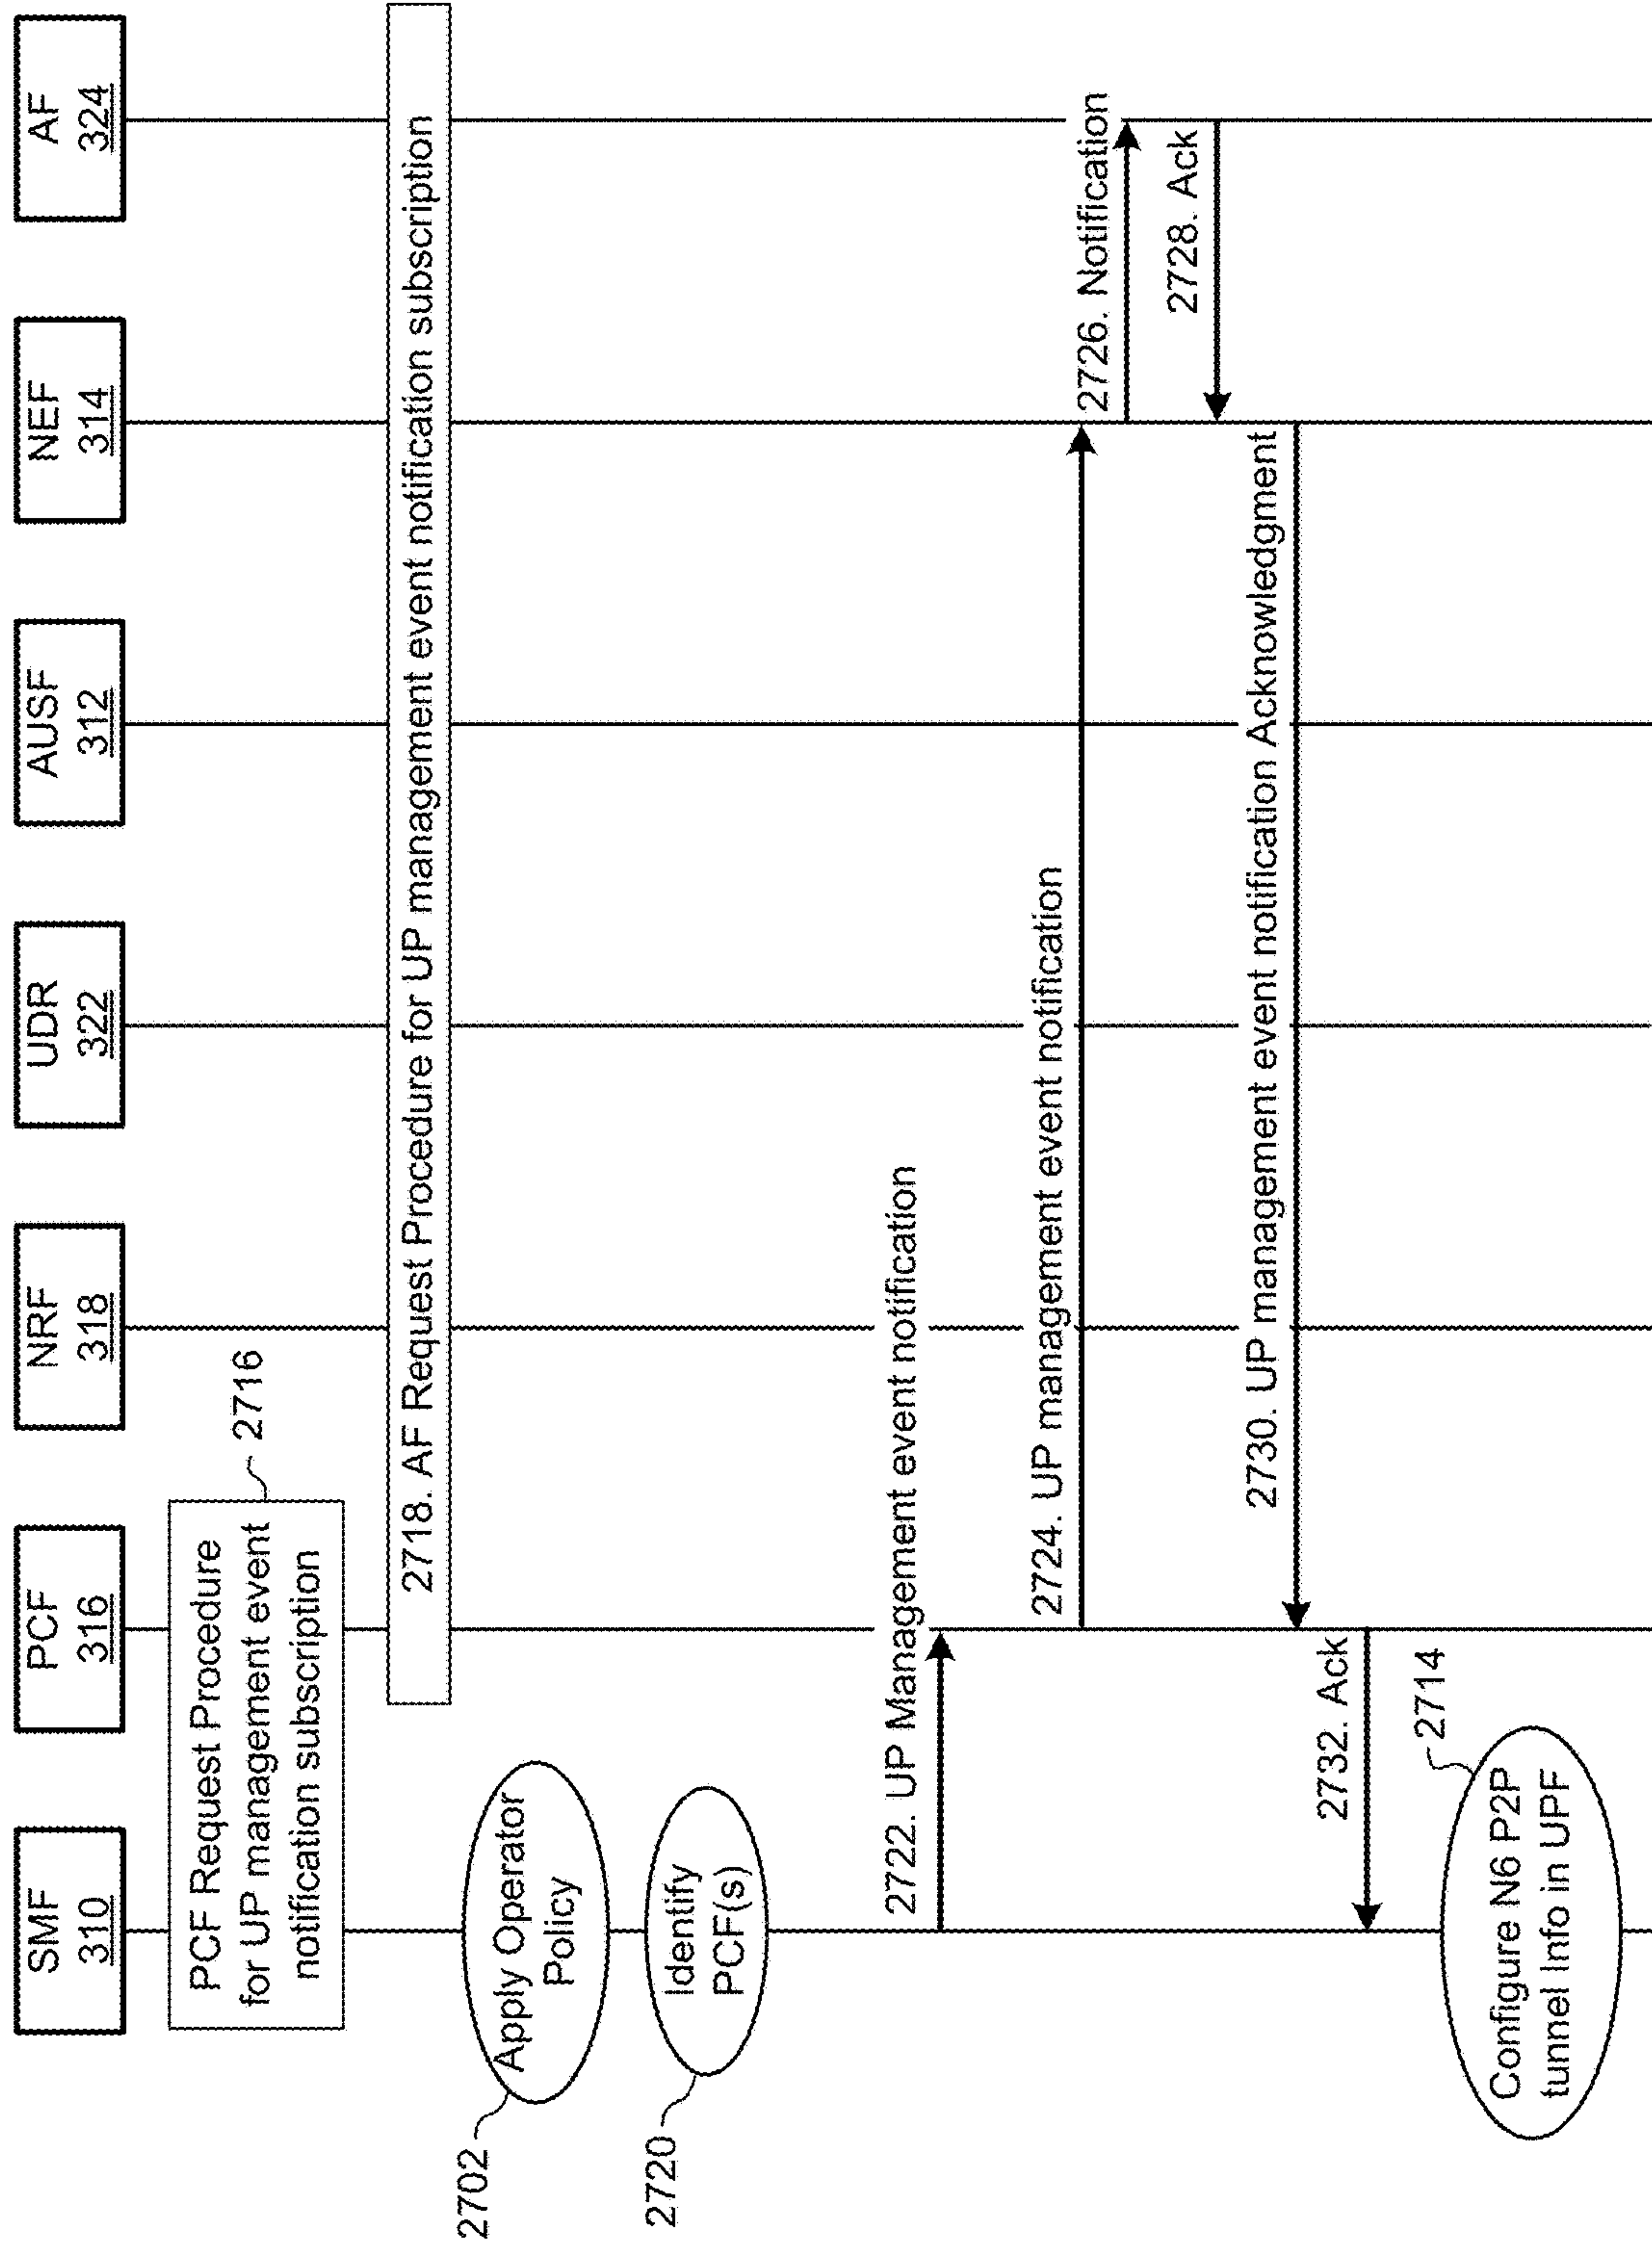 SMF
310
PCF
316
NRF
318
UDR
322
AUSF
312
NEF
314
AF
324
PCF Request Procedure
for UP management event
notification subscription
2716
2718. AF Request Procedure for UP management event notification subscription
2702
Apply Operator
Policy
2720
Identify
PCF(s)
2722. UP Management event notification
2724. UP management event notification
2726. Notification
2728. Ack
2730. UP management event notification Acknowledgment
2732. Ack
2714
Configure N6 P2P
tunnel Info in UPF